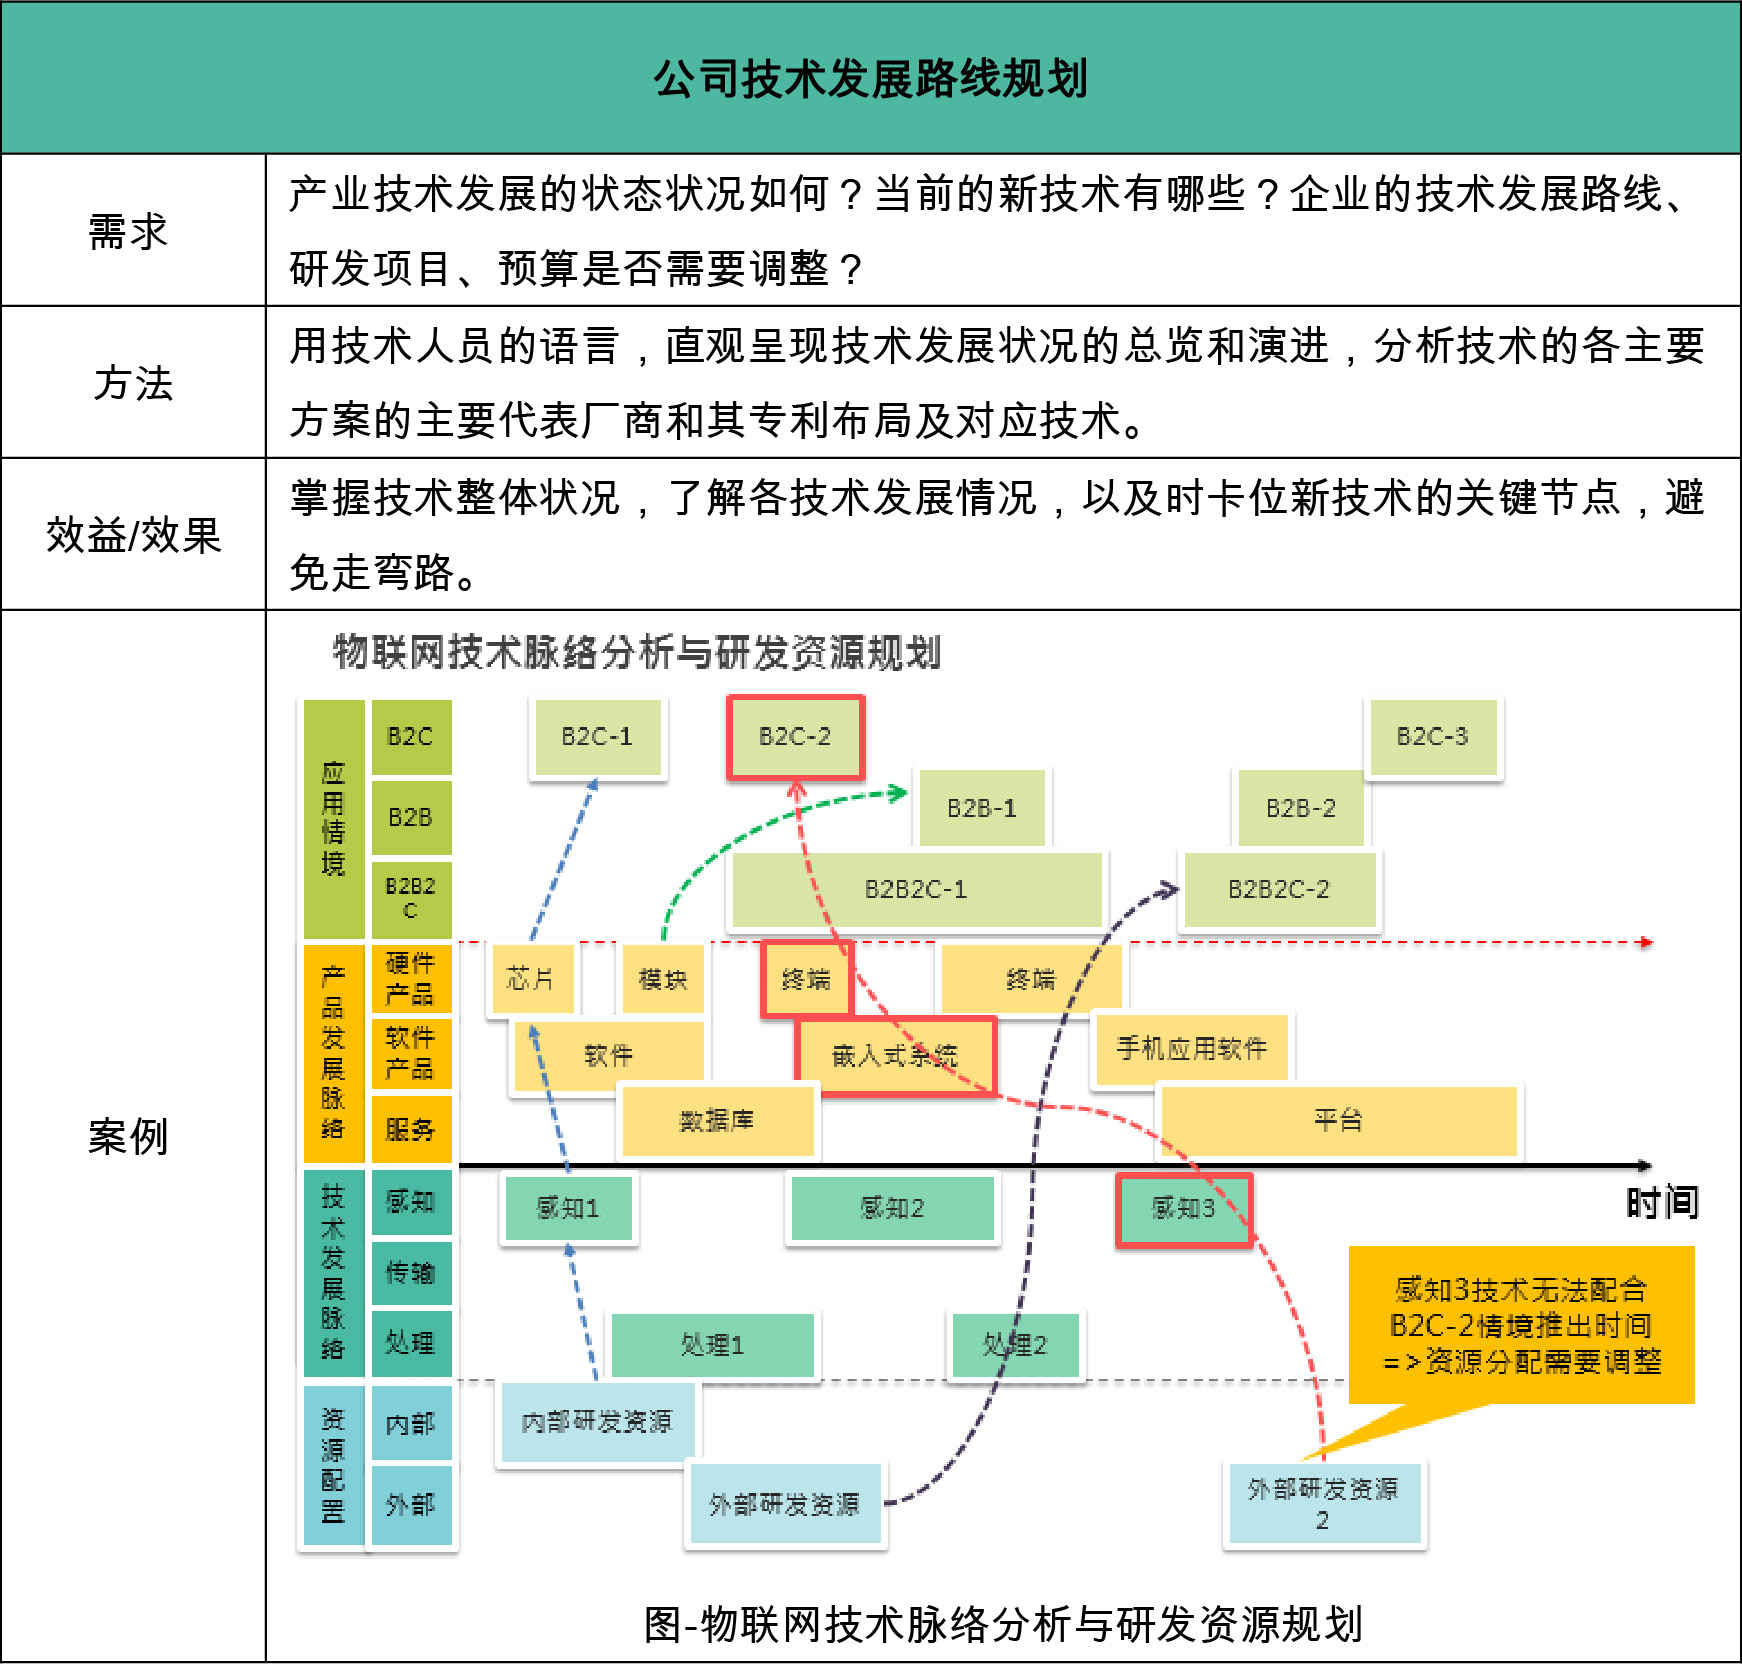 公司技术发展路线规划
需求
产业技术发展的状态状况如何？当前的新技术有哪些？企业的技术发展路线、
研发项目、预算是否需要调整？
方法
用技术人员的语言，直观呈现技术发展状况的总览和演进，分析技术的各主要
方案的主要代表厂商和其专利布局及对应技术。
效益/效果
掌握技术整体状况，了解各技术发展情况，以及时卡位新技术的关键节点，避
免走弯路。
案例
物联网技术脉络分析与研发资源规划
应用情境
B2C
B2C-1
B2C-2
B2C-3
B2B
B2B-1
B2B-2
B2B2
C
B2B2C-1
B2B2C-2
产品发展脉络
硬件
产品
芯片
模块
终端
终端
软件
产品
软件
嵌入式系统
手机应用软件
服务
数据库
平台
时间
技术发展脉络
感知
感知1
感知2
感知3
传输
处理
处理1
处理2
感知3技术无法配合
B2C-2情境推出时间
=>资源分配需要调整
资源配置
内部
内部研发资源
外部
外部研发资源
外部研发资源
2
图-物联网技术脉络分析与研发资源规划